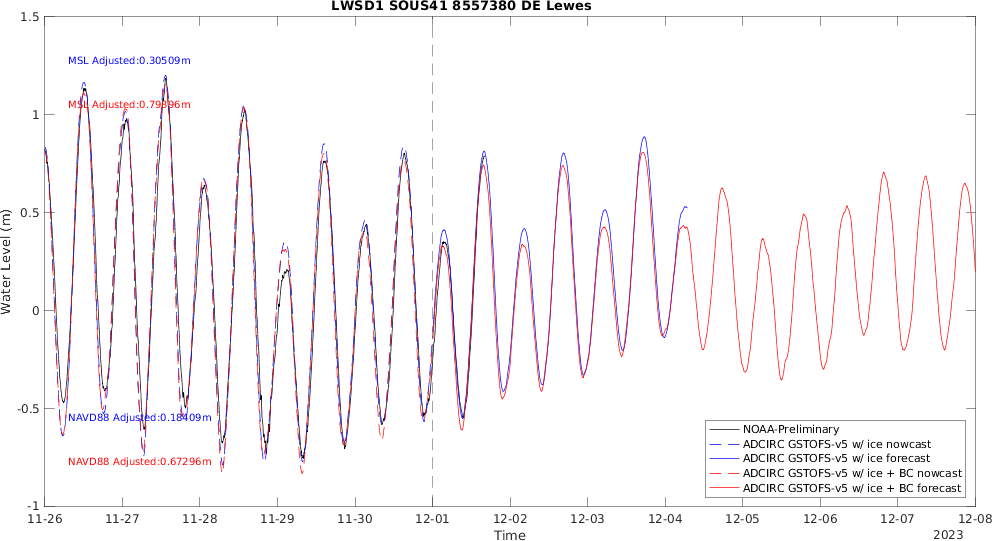 LWSD1 SOUS41 8557380 DE Lewes
1.5
1
0.5
0
-0.5
-1
Water Level (m)
MSL Adjusted:0.30509m
MSL Adjusted:0.79396m
NAVD88 Adjusted:0.18409m
NAVD88 Adjusted:0.67296m
NOAA-Preliminary
ADCIRC GSTOFS-v5 w/ ice nowcast
ADCIRC GSTOFS-v5 w/ ice forecast
ADCIRC GSTOFS-v5 w/ ice + BC nowcast
ADCIRC GSTOFS-v5 w/ ice + BC forecast
11-26 11-27 11-28 11-29 11-30 12-01 12-02 12-03 12-04 12-05 12-06 12-07 12-08
Time
2023